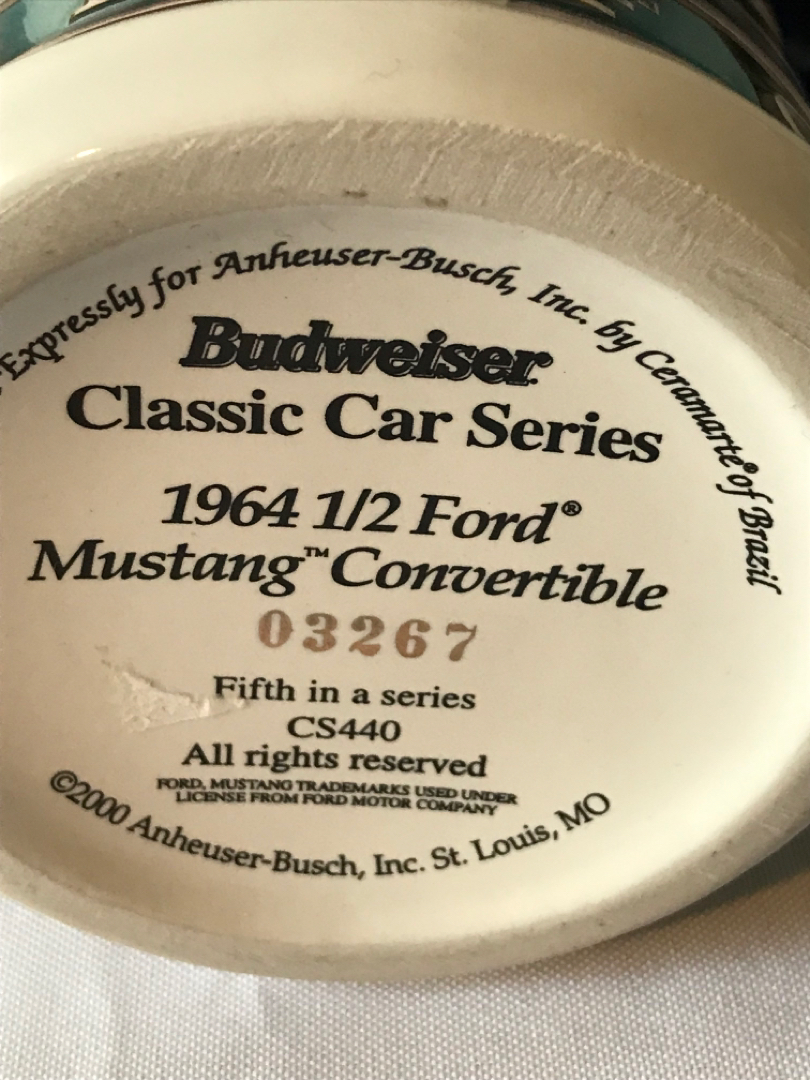 Expressly for Anheuser-Busch, Inc. by Ceramarte® of Brazil
Budweiser
Classic Car Series
1964 1/2 Ford®
Mustang™ Convertible
03267
Fifth in a series
CS440
All rights reserved
FORD, MUSTANG TRADEMARKS USED UNDER
LICENSE FROM FORD MOTOR COMPANY
©2000 Anheuser-Busch, Inc. St. Louis, MO